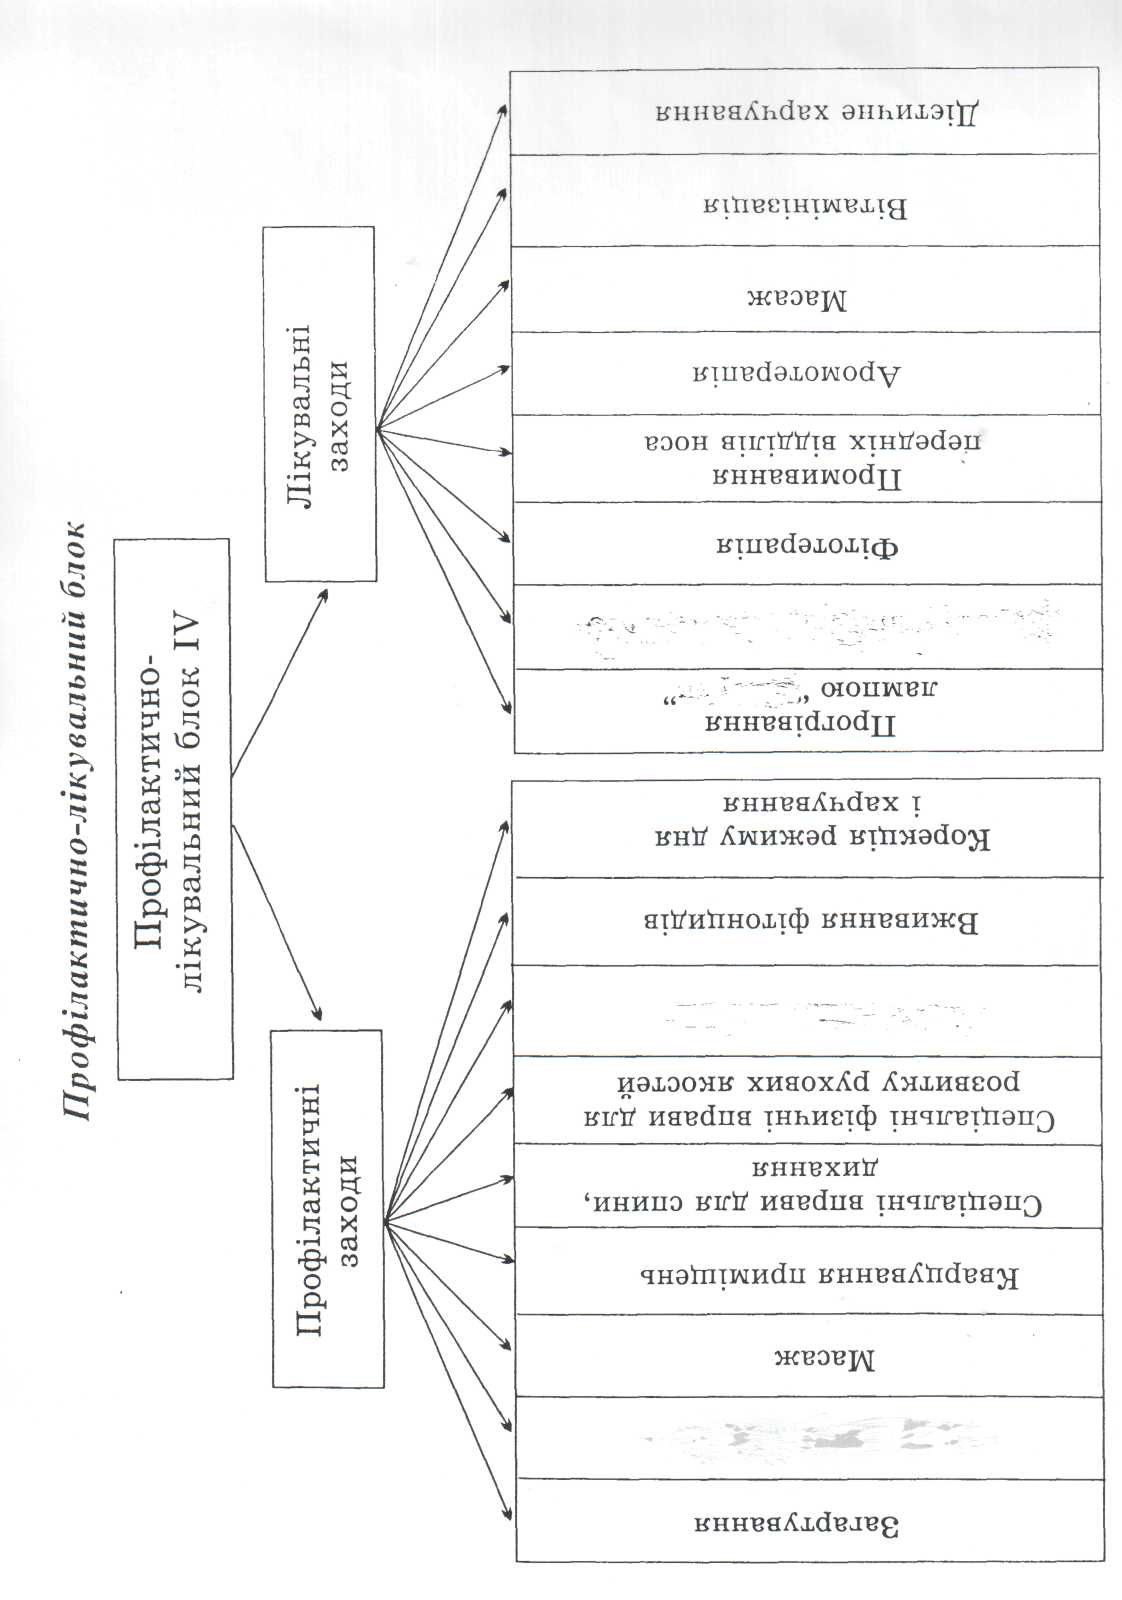 Профілактично-лікувальний блок
Профілактично-
лікувальний блок IV
Профілактичні
заходи
Лікувальні
заходи
Загартування
Масаж
Кварцування приміщень
Спеціальні вправи для спини,
дихання
Спеціальні фізичні вправи для
розвитку рухових якостей
Вживання фітонцидів
Корекція режиму дня
і харчування
Прогрівання
лампою
Фітотерапія
Промивання
передніх відділів носа
Аромотерапія
Масаж
Вітамінізація
Дієтичне харчування